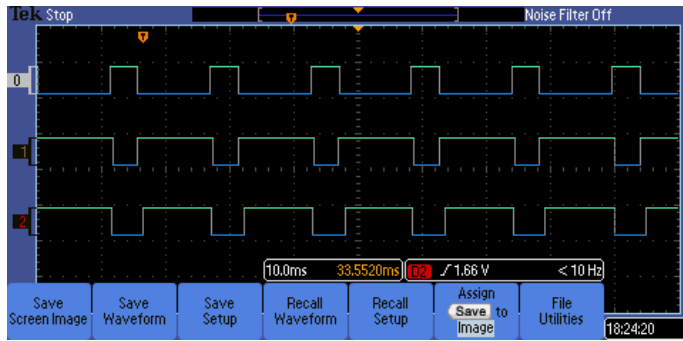 Tek Stop
Noise Filter Off
T
T
0
1
2
10.0ms 33.5520ms
D2 1.66 V < 10 Hz
Save Screen Image
Save Waveform
Save Setup
Recall Waveform
Recall Setup
Assign Save to Image
File Utilities
18:24:20